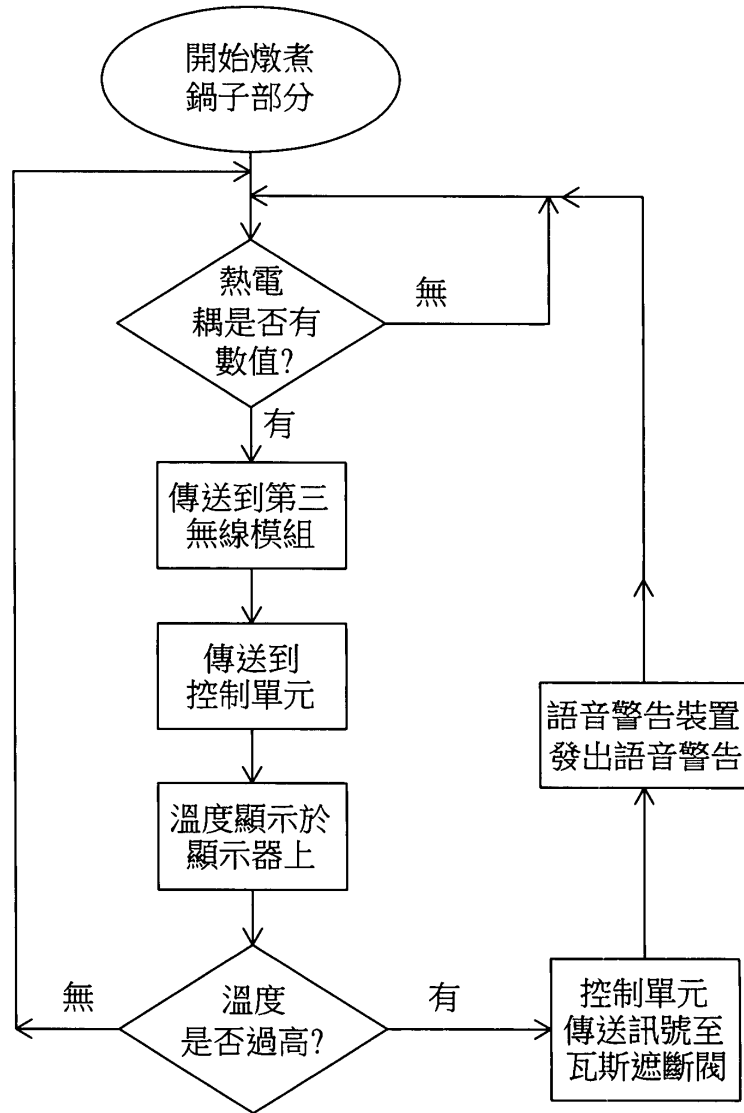 開始燉煮
鍋子部分
熱電
耦是否有
數值?
無
有
傳送到第三
無線模組
傳送到
控制單元
溫度顯示於
顯示器上
溫度
是否過高?
無
有
控制單元
傳送訊號至
瓦斯遮斷閥
語音警告裝置
發出語音警告